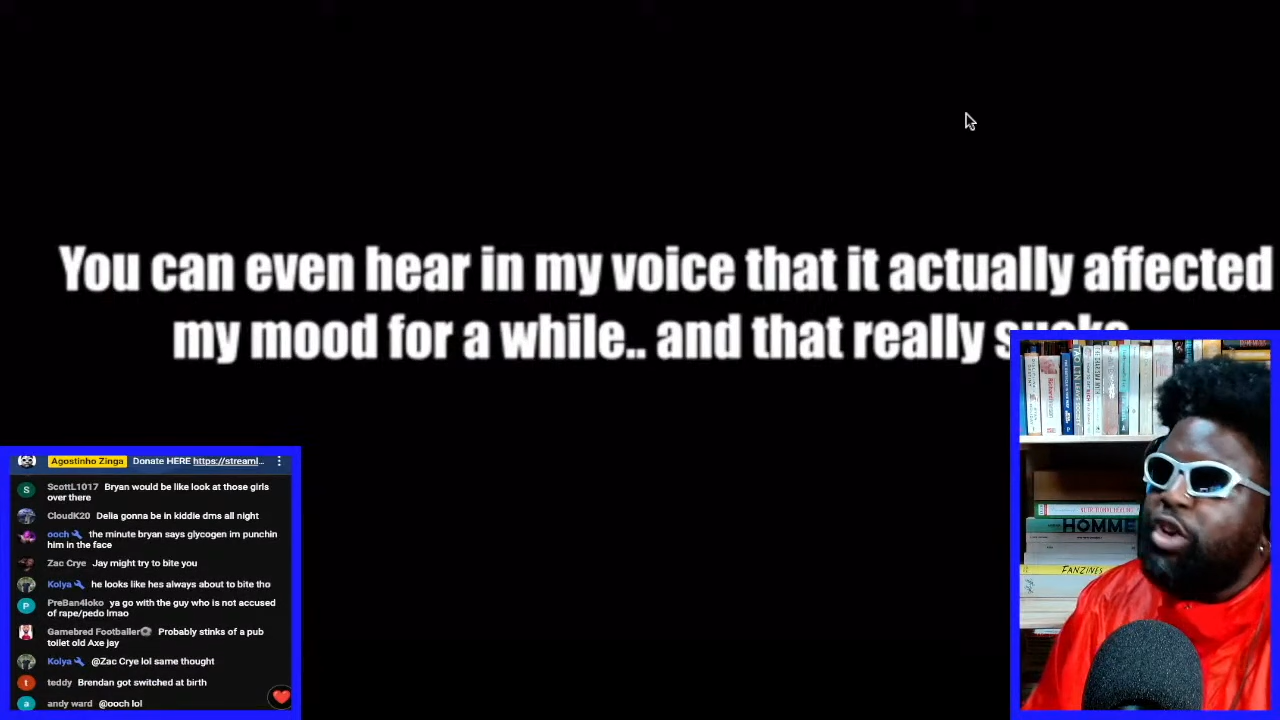 You can even hear in my voice that it actually affected
my mood for a while.. and that really
Agostinho Zinga Donate HERE https://streaml...
S ScottL1017 Bryan would be like look at those girls
over there
CloudK20 Delia gonna be in kiddie dms all night
ooch the minute bryan says glycogen im punchin
him in the face
Zac Crye Jay might try to bite you
Kolya he looks like hes always about to bite tho
P PreBan4loko ya go with the guy who is not accused
of rape/pedo lmao
Gamebred Footballer Probably stinks of a pub
toilet old Axe jay
Kolya @Zac Crye lol same thought
t teddy Brendan got switched at birth
a andy ward @ooch lol
HOMME
FANZINES